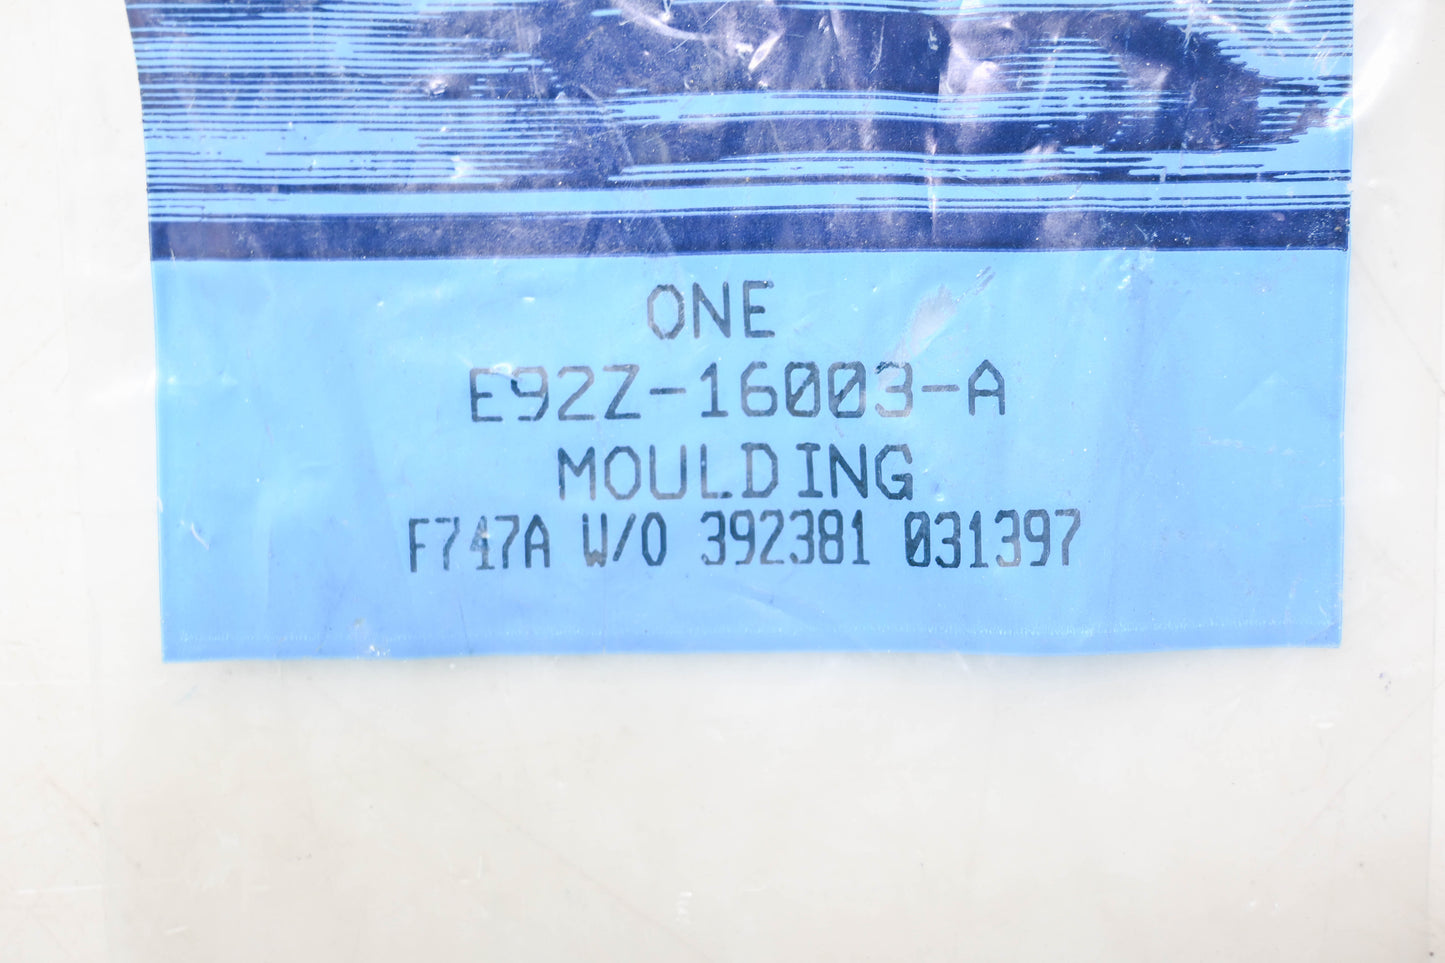 ONE
E92Z-16003-A
MOULDING
F747A W/O 392381 031397